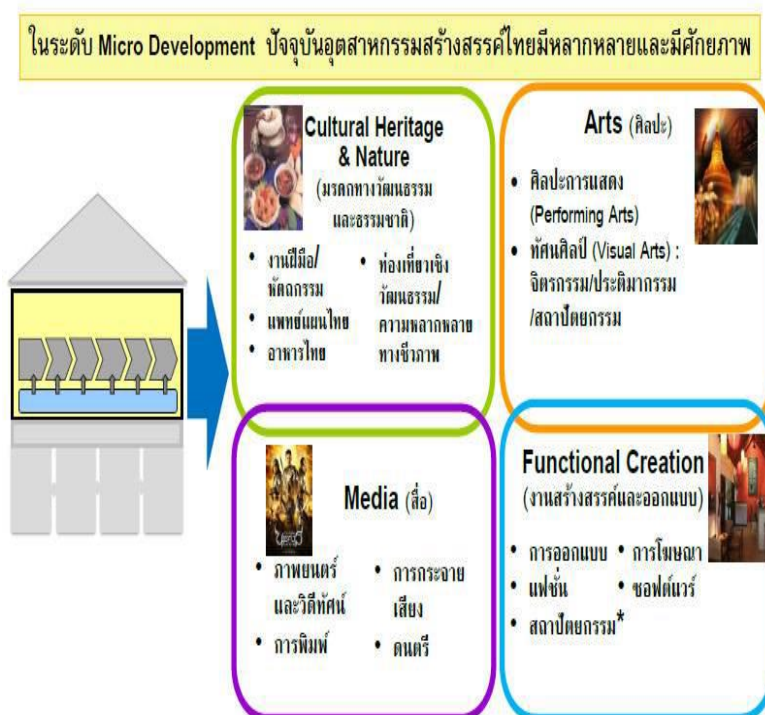 ในระดับ Micro Development ปัจจุบันอุตสาหกรรมสร้างสรรค์ไทยมีหลากหลายและมีศักยภาพ
Cultural Heritage
& Nature
(มรดกทางวัฒนธรรม
และธรรมชาติ)
• งานฝีมือ/
หัตถกรรม
• แพทย์แผนไทย
• อาหารไทย
• ท่องเที่ยวเชิง
วัฒนธรรม/
ความหลากหลาย
ทางชีวภาพ
Arts (ศิลปะ)
• ศิลปะการแสดง
(Performing Arts)
• ทัศนศิลป์ (Visual Arts) :
จิตรกรรม/ประติมากรรม
/สถาปัตยกรรม
Media (สื่อ)
• ภาพยนตร์
และวิดีทัศน์
• การพิมพ์
• การกระจาย
เสียง
• ดนตรี
Functional Creation
(งานสร้างสรรค์และออกแบบ)
• การออกแบบ • การโฆษณา
• แฟชั่น • ซอฟต์แวร์
• สถาปัตยกรรม*